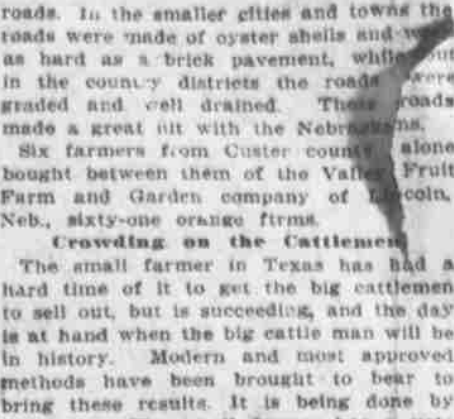 roads. In the smaller cities and towns the
roads were made of oyster shells and
as hard as a brick pavement, while out
in the country districts the roads were
graded and well drained. These roads
made a great hit with the Nebraskans.
Six farmers from Custer county alone
bought between them of the Valley Fruit
Farm and Garden company of Lincoln,
Neb., sixty-one orange firms.
Crowding on the Cattlemen
The small farmer in Texas has had a
hard time of it to get the big cattlemen
to sell out, but is succeeding, and the day
is at hand when the big cattle man will be
in history. Modern and most approved
methods have been brought to bear to
bring these results. It is being done by